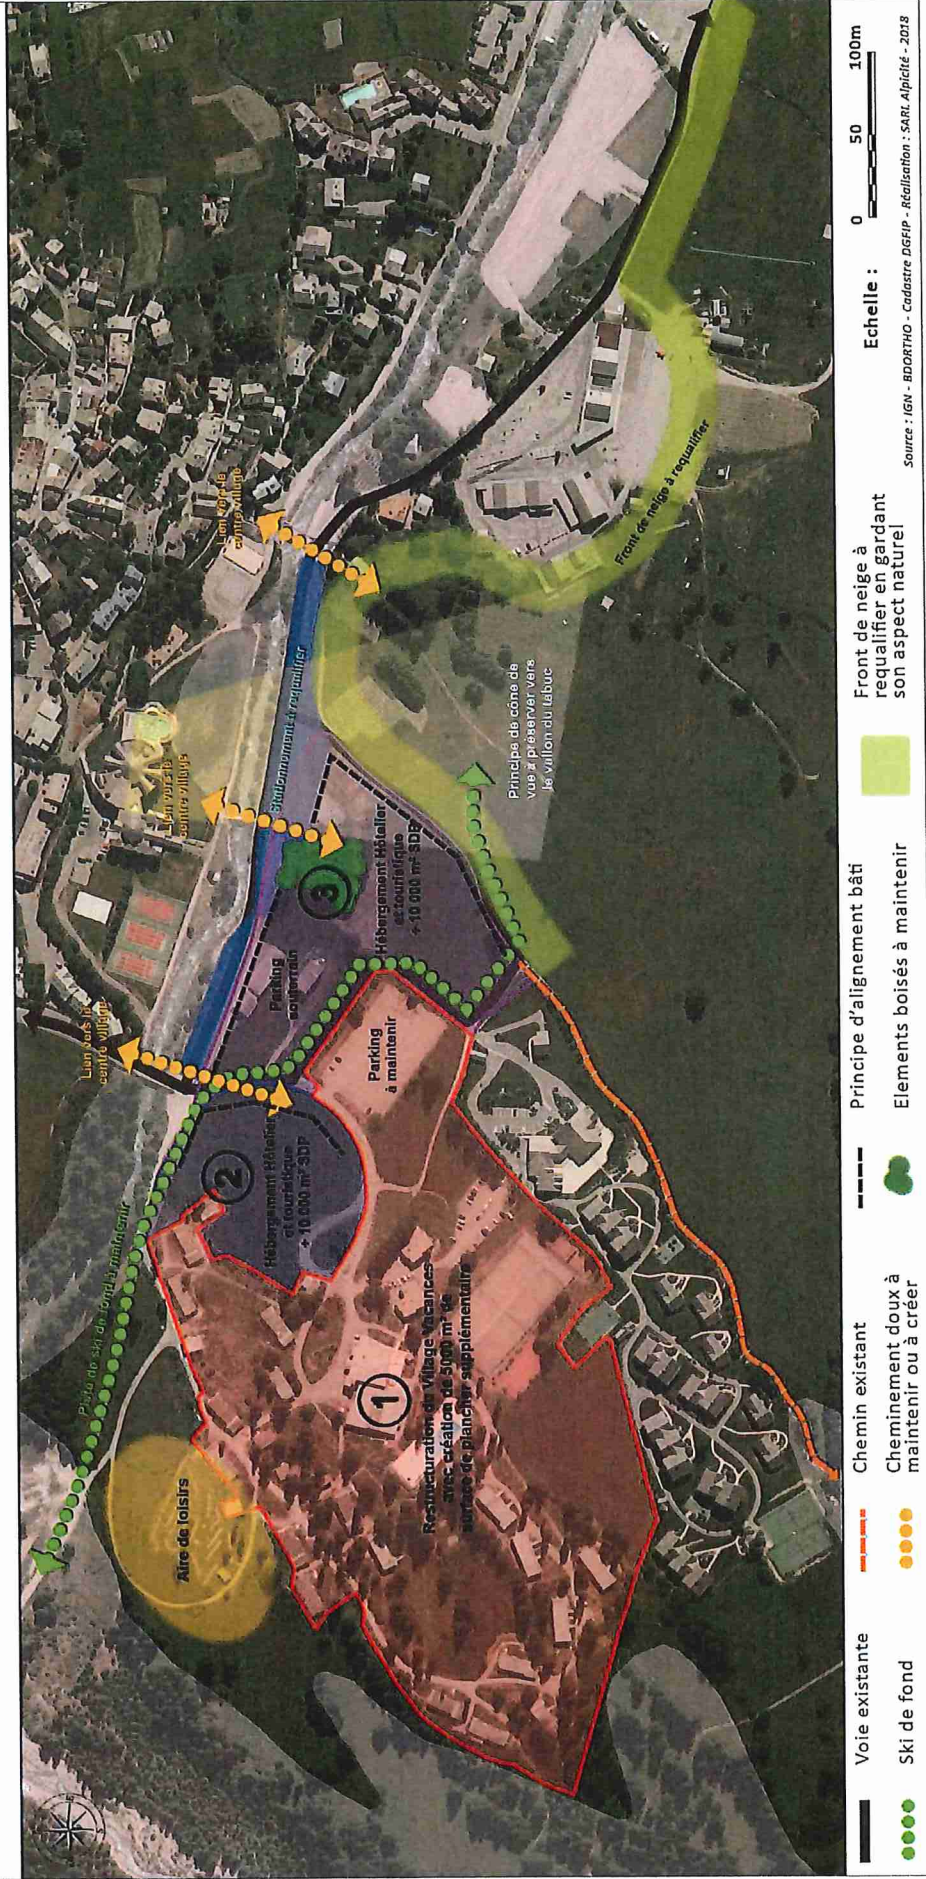 Piste de ski de fond à maintenir
Aire de loisirs
Lien vers le
centre village
Lien vers le
centre village
Lien vers le
centre village
Stationnement à requalifier
2
Hébergement Hôtelier
et touristique
+ 10 000 m² SDP
Parking
souterrain
3
Hébergement Hôtelier
et touristique
+ 10 000 m² SDP
Parking
à maintenir
1
Restructuration du Village Vacances
avec création de 5000 m² de
surface de plancher supplémentaire
Principe de cône de
vue à préserver vers
le vallon du Labuc
Front de neige à requalifier
Voie existante
Chemin existant
Principe d'alignement bâti
Front de neige à
requalifier en gardant
son aspect naturel
Ski de fond
Cheminement doux à
maintenir ou à créer
Elements boisés à maintenir
Echelle :
0 50 100m
Source : IGN - BDORTHO - Cadastre DGFIP - Réalisation : SARL Alpicité - 2018